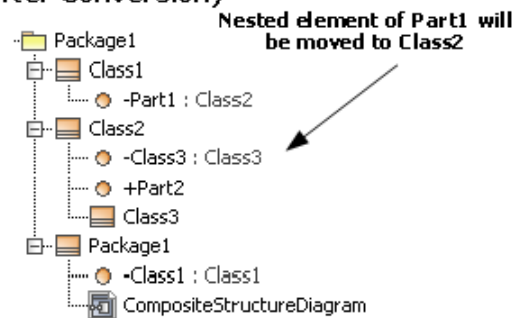 After Conversion)
Nested element of Part1 will
be moved to Class2
Package1
Class1
-Part1 : Class2
Class2
-Class3 : Class3
+Part2
Class3
Package1
-Class1 : Class1
CompositeStructureDiagram